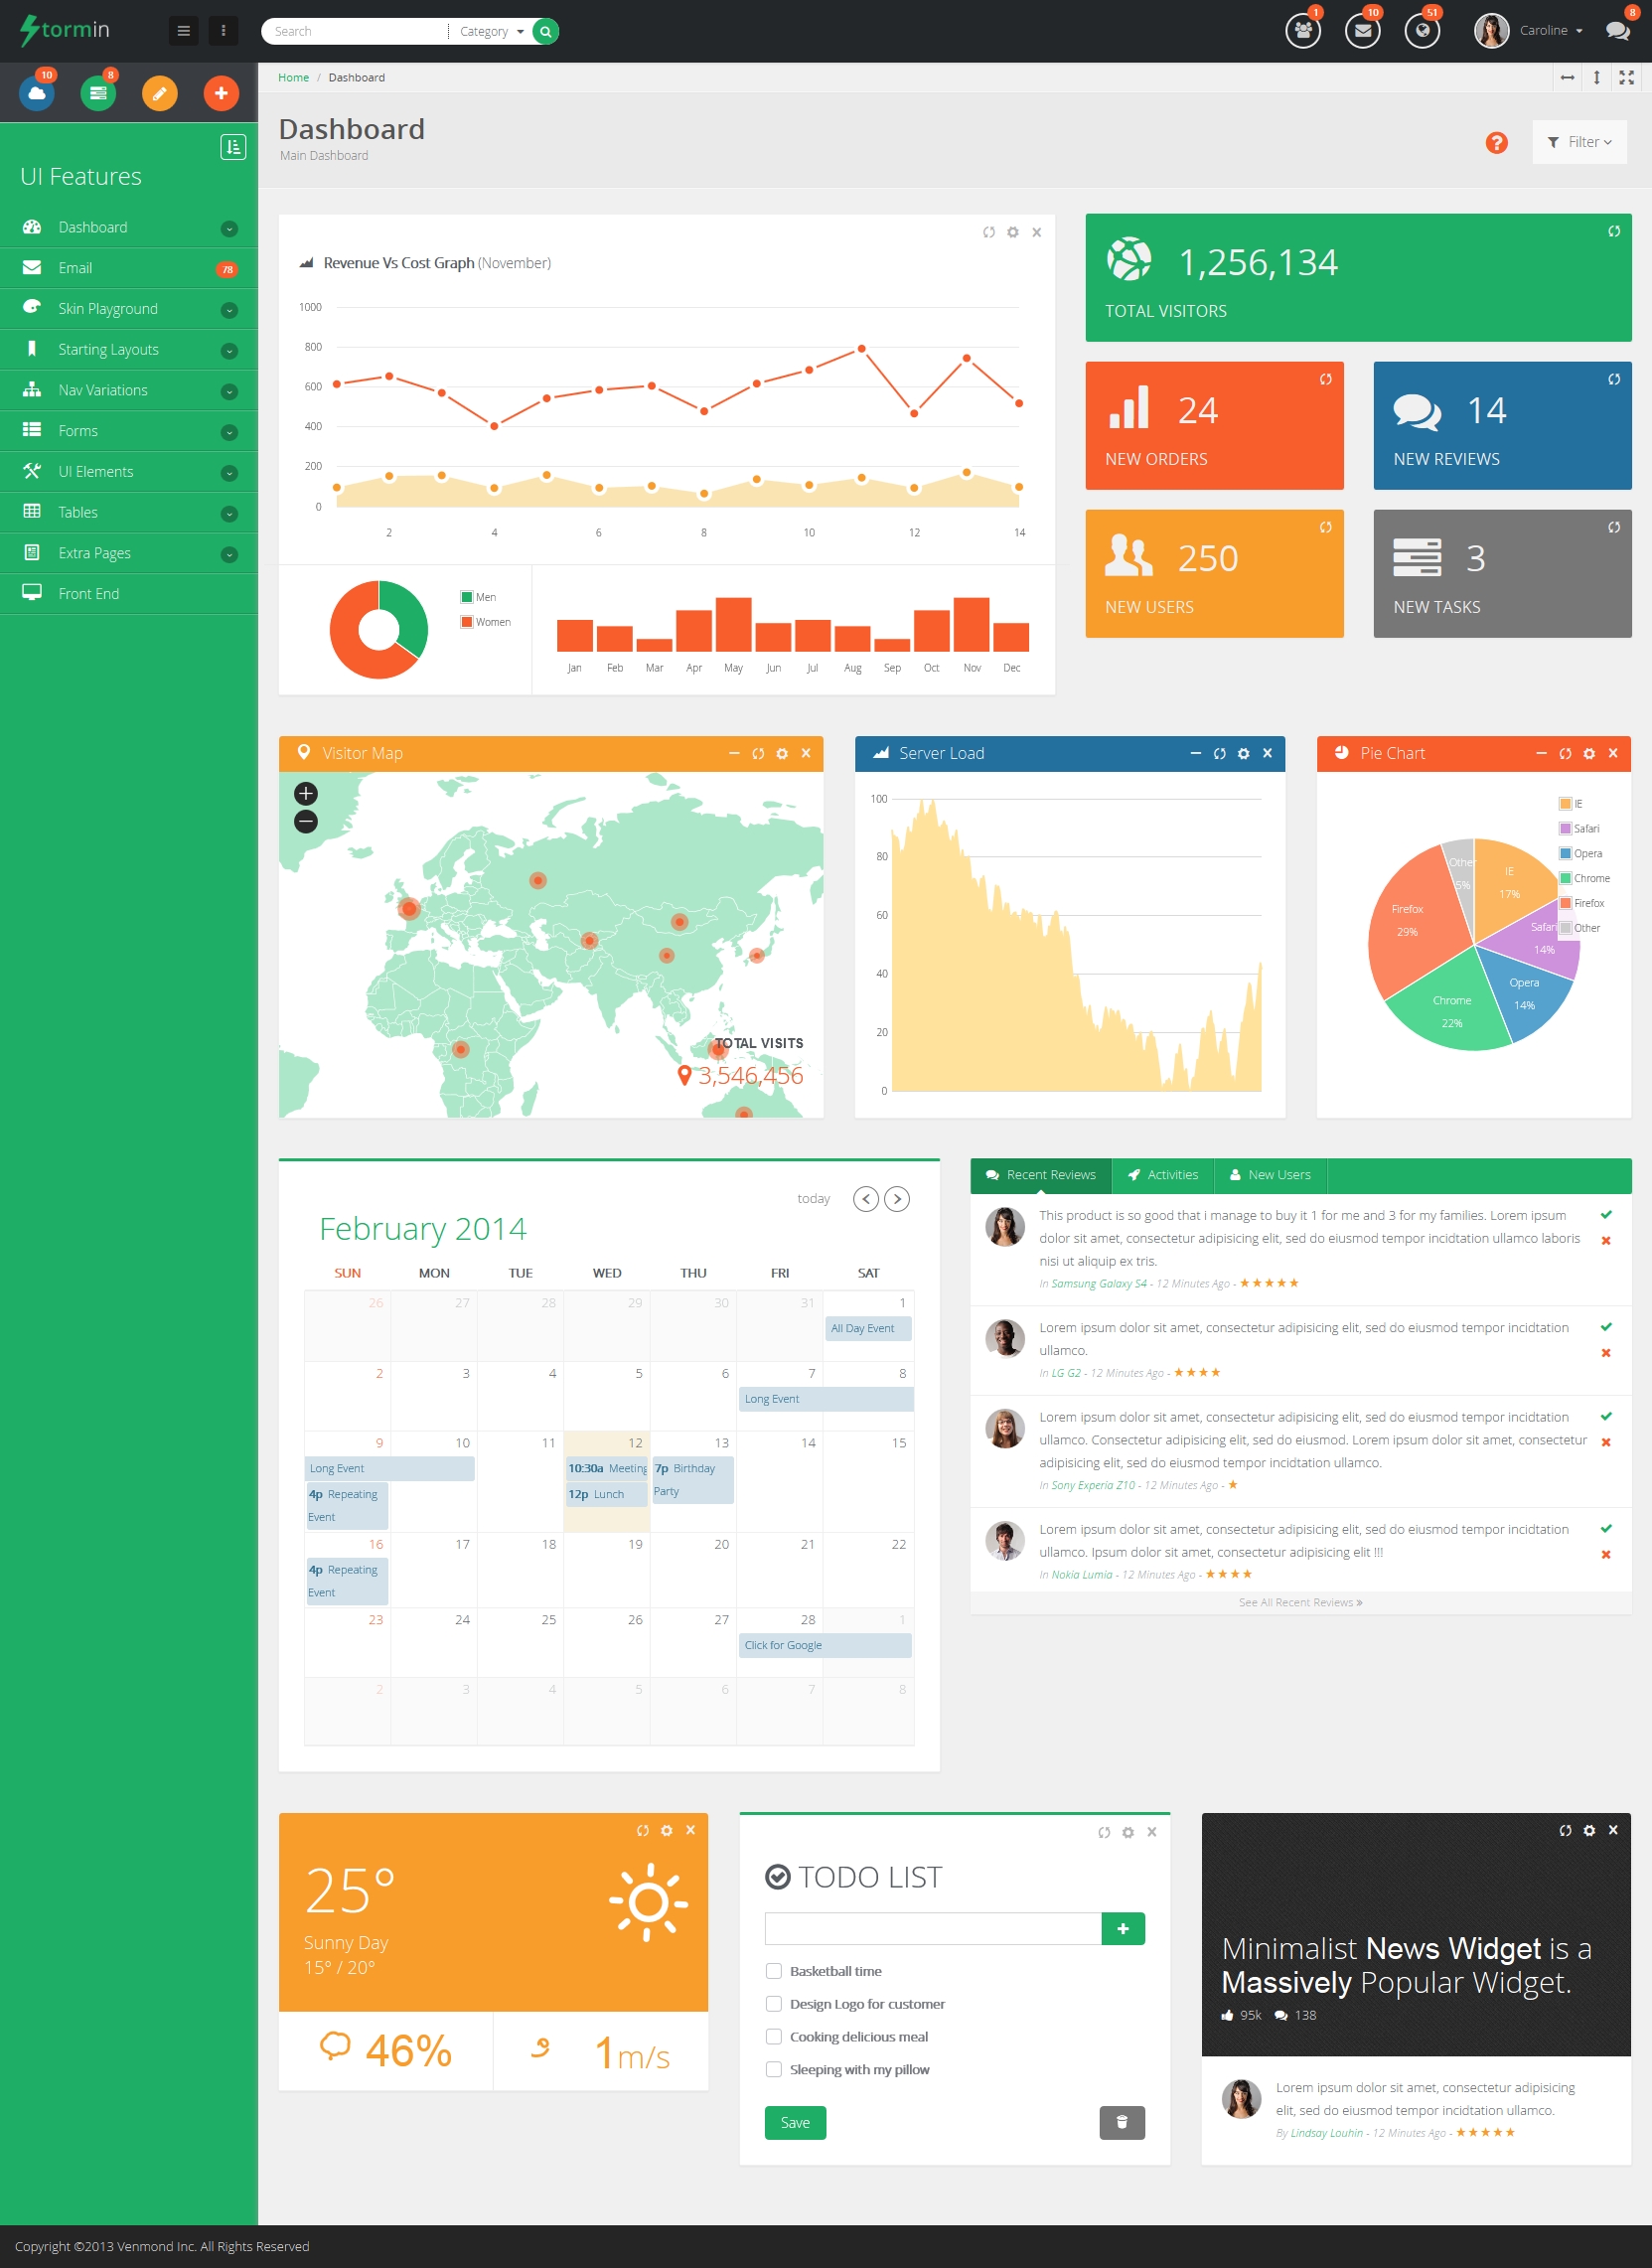 tormin
Search
Category
1
10
51
Caroline
8
10
8
Home / Dashboard
Dashboard
Main Dashboard
Filter
UI Features
Dashboard
Email
78
Skin Playground
Starting Layouts
Nav Variations
Forms
UI Elements
Tables
Extra Pages
Front End
Revenue Vs Cost Graph (November)
1000
800
600
400
200
0
2 4 6 8 10 12 14
Men
Women
Jan Feb Mar Apr May Jun Jul Aug Sep Oct Nov Dec
1,256,134
TOTAL VISITORS
24
NEW ORDERS
14
NEW REVIEWS
250
NEW USERS
3
NEW TASKS
Visitor Map
TOTAL VISITS
3,546,456
Server Load
100
80
60
40
20
0
Pie Chart
IE
Safari
Opera
Chrome
Firefox
Other
Other
5%
IE
17%
Firefox
29%
Safari
14%
Opera
14%
Chrome
22%
today
February 2014
SUN MON TUE WED THU FRI SAT
26 27 28 29 30 31 1
All Day Event
2 3 4 5 6 7 8
Long Event
9 10 11 12 13 14 15
Long Event
10:30a Meeting
7p Birthday
Party
4p Repeating
Event
12p Lunch
16 17 18 19 20 21 22
4p Repeating
Event
23 24 25 26 27 28 1
Click for Google
2 3 4 5 6 7 8
Recent Reviews
Activities
New Users
This product is so good that i manage to buy it 1 for me and 3 for my families. Lorem ipsum
dolor sit amet, consectetur adipisicing elit, sed do eiusmod tempor incidtation ullamco laboris
nisi ut aliquip ex tris.
In Samsung Galaxy S4 - 12 Minutes Ago - ★★★★★
Lorem ipsum dolor sit amet, consectetur adipisicing elit, sed do eiusmod tempor incidtation
ullamco.
In LG G2 - 12 Minutes Ago - ★★★★
Lorem ipsum dolor sit amet, consectetur adipisicing elit, sed do eiusmod tempor incidtation
ullamco. Consectetur adipisicing elit, sed do eiusmod. Lorem ipsum dolor sit amet, consectetur
adipisicing elit, sed do eiusmod tempor incidtation ullamco.
In Sony Experia Z10 - 12 Minutes Ago - ★
Lorem ipsum dolor sit amet, consectetur adipisicing elit, sed do eiusmod tempor incidtation
ullamco. Ipsum dolor sit amet, consectetur adipisicing elit !!!
In Nokia Lumia - 12 Minutes Ago - ★★★★
See All Recent Reviews »
25°
Sunny Day
15° / 20°
46%
1m/s
TODO LIST
Basketball time
Design Logo for customer
Cooking delicious meal
Sleeping with my pillow
Save
Minimalist News Widget is a
Massively Popular Widget.
95k 138
Lorem ipsum dolor sit amet, consectetur adipisicing
elit, sed do eiusmod tempor incidtation ullamco.
By Lindsay Louhin - 12 Minutes Ago - ★★★★★
Copyright ©2013 Venmond Inc. All Rights Reserved